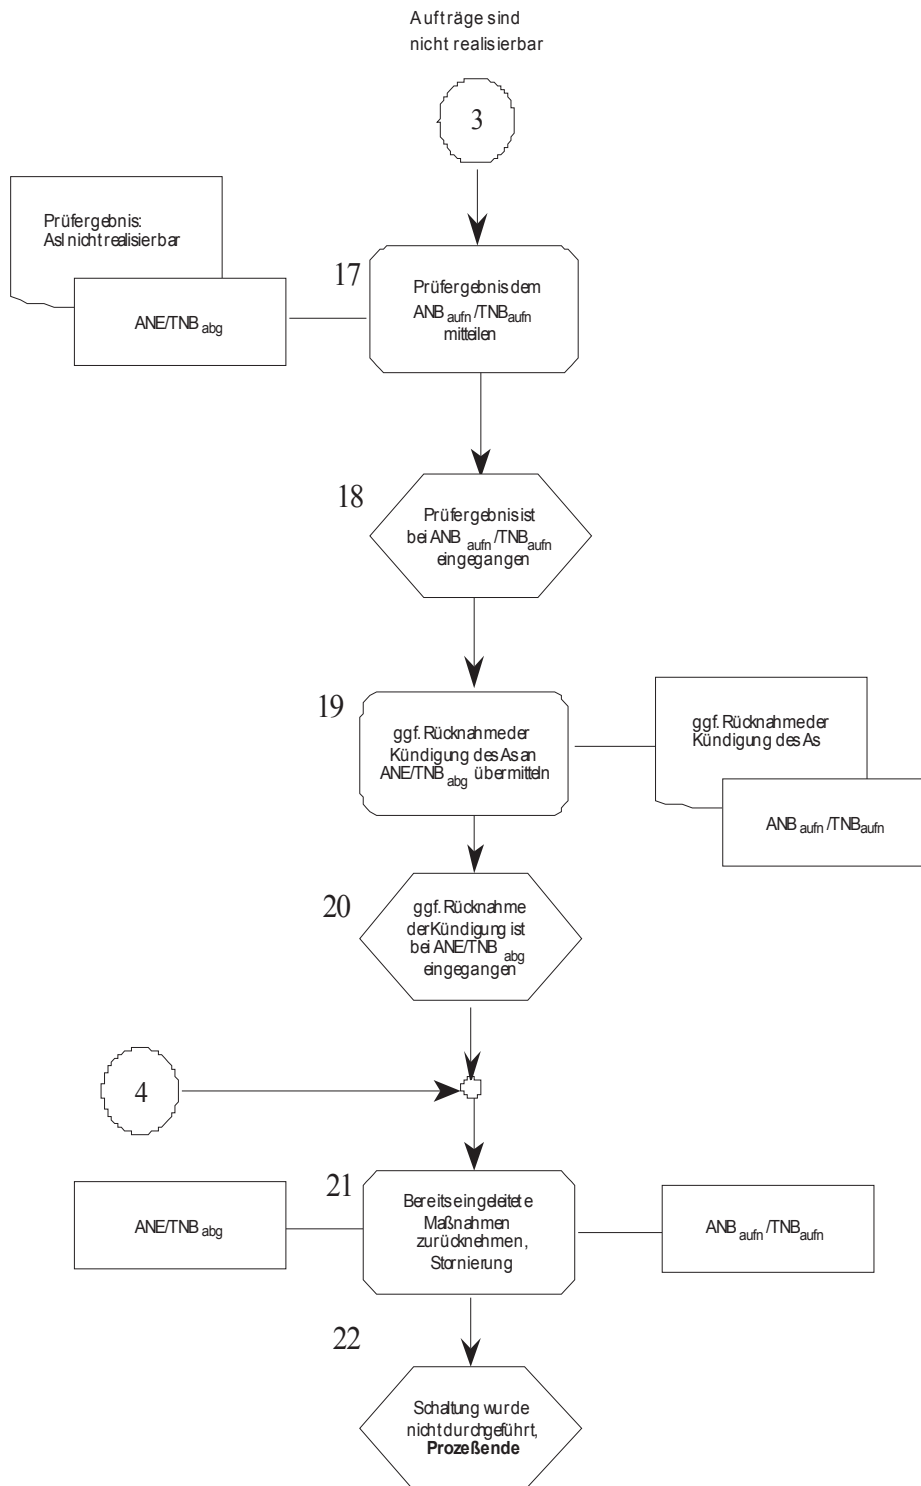 Aufträge sind
nicht realisierbar
3
Prüfergebnis:
Asl nicht realisierbar
ANE/TNB abg
17
Prüfergebnis dem
ANB aufn /TNB aufn
mitteilen
18
Prüfergebnis ist
bei ANB aufn /TNB aufn
eingegangen
19
ggf. Rücknahme der
Kündigung des As an
ANE/TNB abg übermitteln
ggf. Rücknahme der
Kündigung des As
ANB aufn /TNB aufn
20
ggf. Rücknahme
der Kündigung ist
bei ANE/TNB abg
eingegangen
4
21
ANE/TNB abg
Bereits eingeleitete
Maßnahmen
zurücknehmen,
Stornierung
ANB aufn /TNB aufn
22
Schaltung wurde
nicht durchgeführt,
Prozeßende